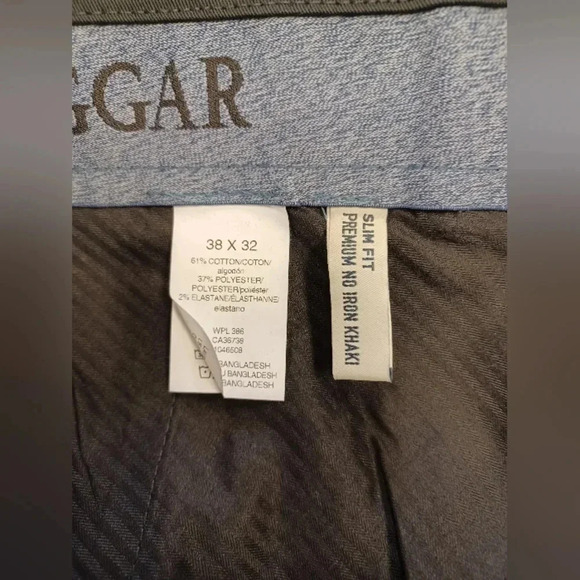 GGAR
38 X 32
61% COTTON/COTON/
algodón
37% POLYESTER/
POLYESTER/poliéster
2% ELASTANE/ÉLASTHANNE/
elastano
WPL 386
CA36738
BANGLADESH
U BANGLADESH
BANGLADESH
SLIM FIT
PREMIUM NO IRON KHAKI